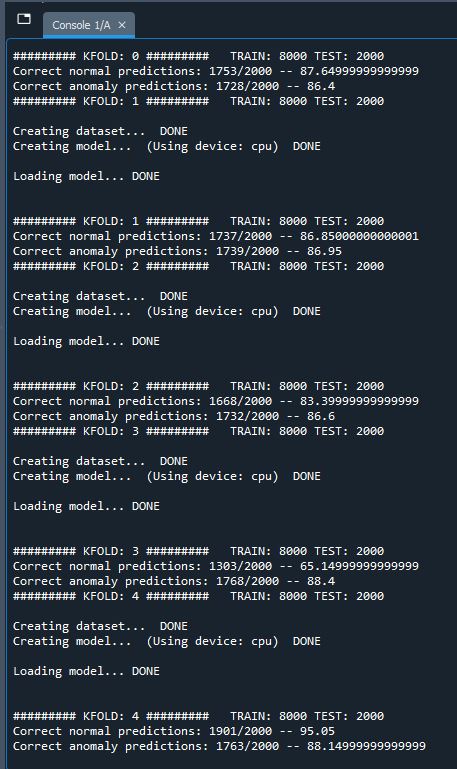 Console 1/A ×
######### KFOLD: 0 #########   TRAIN: 8000 TEST: 2000
Correct normal predictions: 1753/2000 -- 87.64999999999999
Correct anomaly predictions: 1728/2000 -- 86.4
######### KFOLD: 1 #########   TRAIN: 8000 TEST: 2000
Creating dataset...  DONE
Creating model...  (Using device: cpu)  DONE
Loading model... DONE
######### KFOLD: 1 #########   TRAIN: 8000 TEST: 2000
Correct normal predictions: 1737/2000 -- 86.85000000000001
Correct anomaly predictions: 1739/2000 -- 86.95
######### KFOLD: 2 #########   TRAIN: 8000 TEST: 2000
Creating dataset...  DONE
Creating model...  (Using device: cpu)  DONE
Loading model... DONE
######### KFOLD: 2 #########   TRAIN: 8000 TEST: 2000
Correct normal predictions: 1668/2000 -- 83.39999999999999
Correct anomaly predictions: 1732/2000 -- 86.6
######### KFOLD: 3 #########   TRAIN: 8000 TEST: 2000
Creating dataset...  DONE
Creating model...  (Using device: cpu)  DONE
Loading model... DONE
######### KFOLD: 3 #########   TRAIN: 8000 TEST: 2000
Correct normal predictions: 1303/2000 -- 65.14999999999999
Correct anomaly predictions: 1768/2000 -- 88.4
######### KFOLD: 4 #########   TRAIN: 8000 TEST: 2000
Creating dataset...  DONE
Creating model...  (Using device: cpu)  DONE
Loading model... DONE
######### KFOLD: 4 #########   TRAIN: 8000 TEST: 2000
Correct normal predictions: 1901/2000 -- 95.05
Correct anomaly predictions: 1763/2000 -- 88.14999999999999